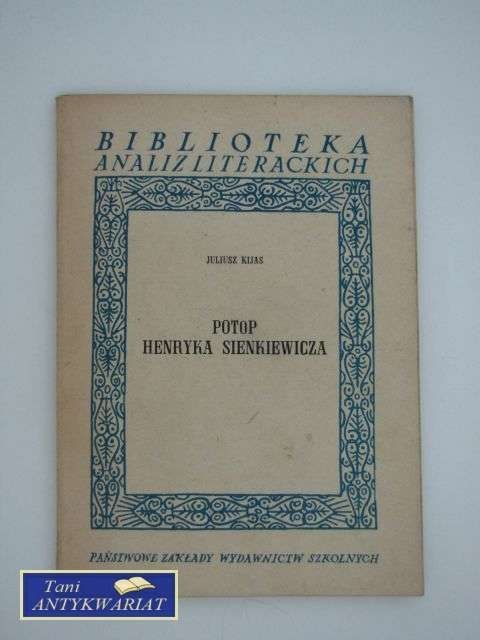 BIBLIOTEKA
ANALIZ LITERACKICH
JULIUSZ KIJAS
POTOP
HENRYKA SIENKIEWICZA
PAŃSTWOWE ZAKŁADY WYDAWNICTW SZKOLNYCH
Tani
ANTYKWARIAT